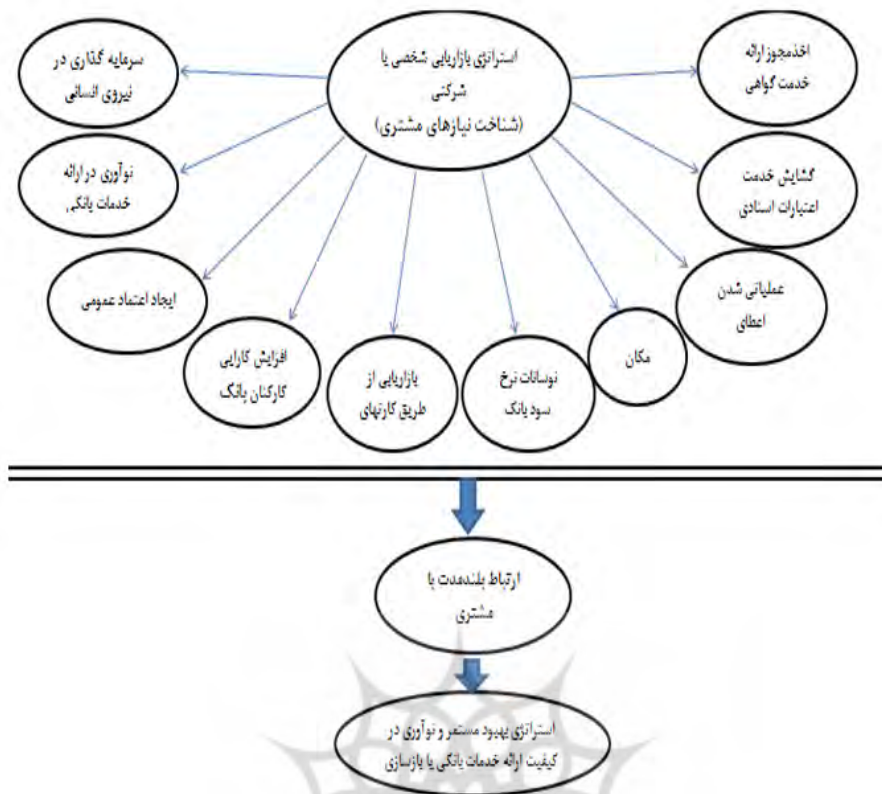 استراتژی بازاریابی شخصی یا
شرکتی
(شناخت نیازهای مشتری)
اخذمجوز ارائه
خدمت گواهی
گشایش خدمت
اعتبارات اسنادی
عملیاتی شدن
اعطای
مکان
نوسانات نرخ
سود بانک
بازاریابی از
طریق کارتهای
افزایش کارایی
کارکنان بانک
ایجاد اعتماد عمومی
نوآوری در ارائه
خدمات بانکی
سرمایه گذاری در
نیروی انسانی
ارتباط بلندمدت با
مشتری
استراتژی بهبود مستمر و نوآوری در
کیفیت ارائه خدمات بانکی یا بازسازی